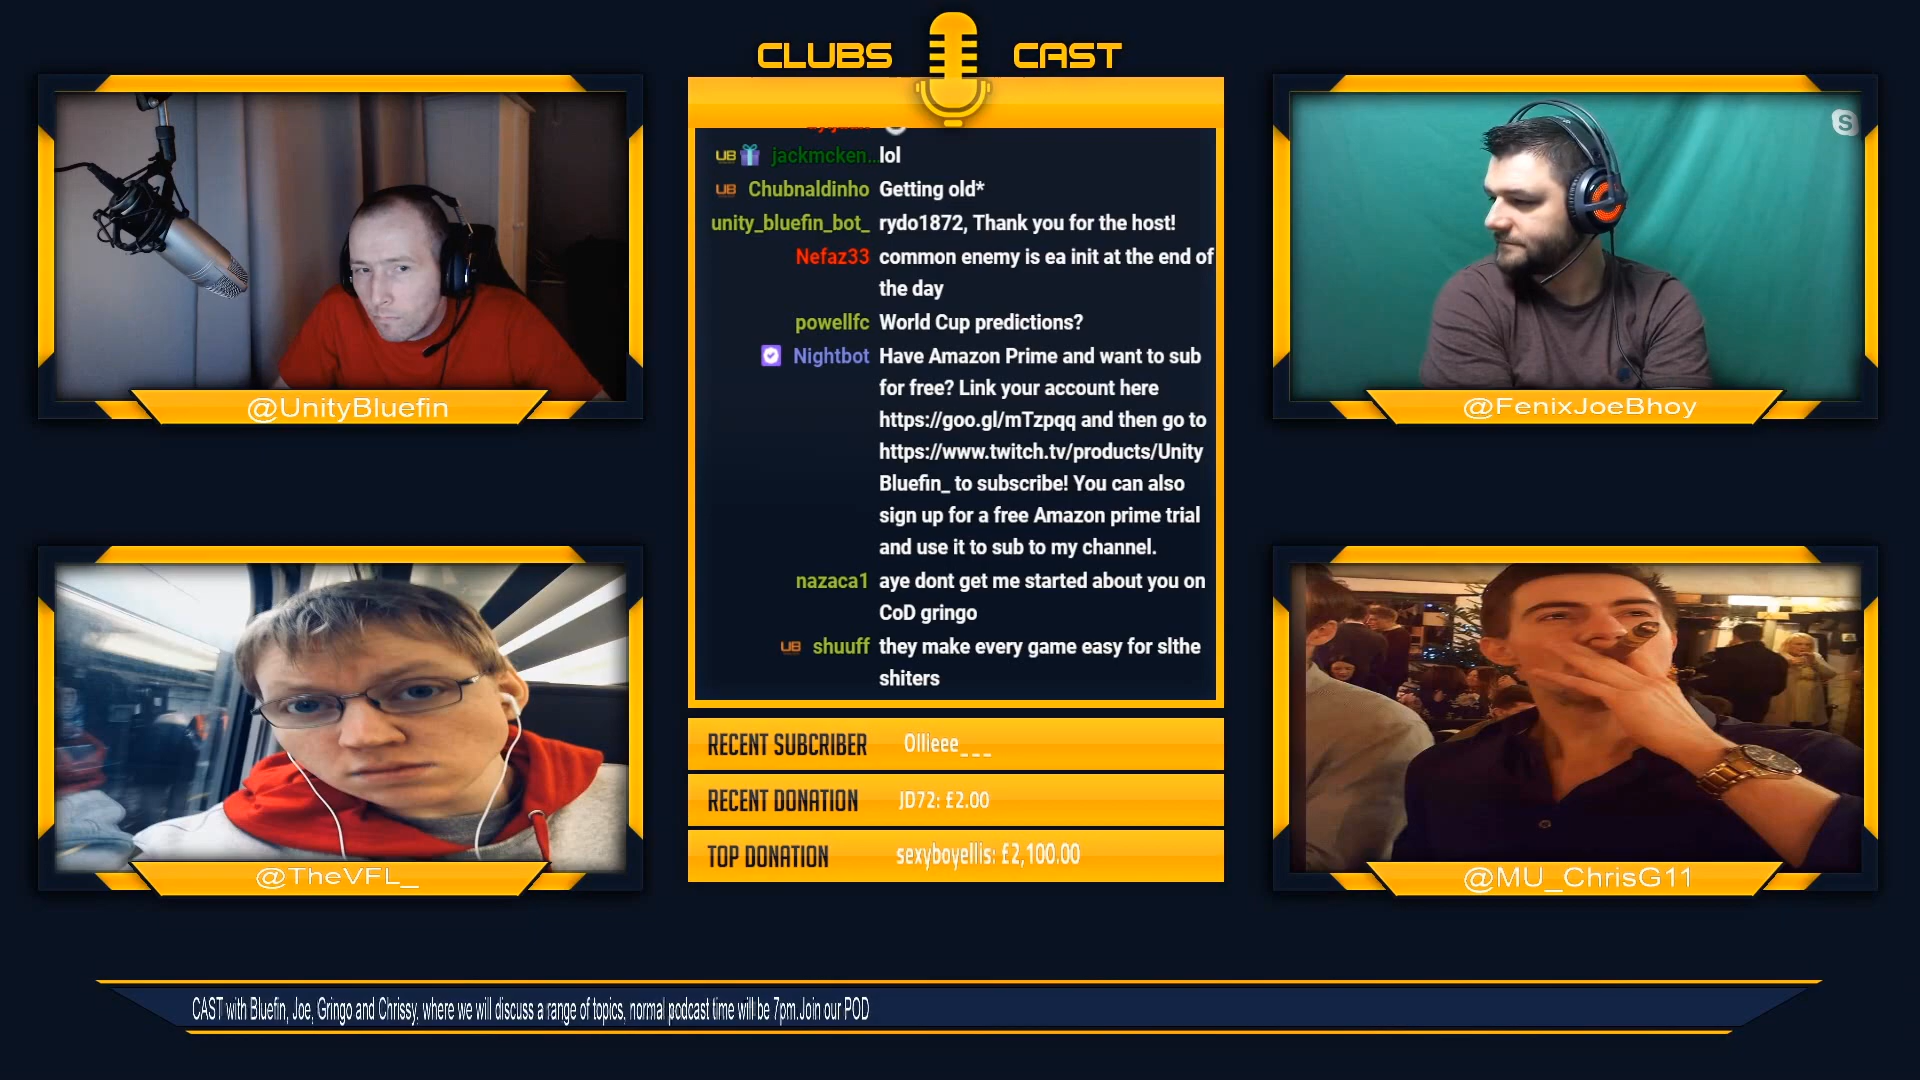 CLUBS CAST
jackmcken... lol
Chubnaldinho Getting old*
unity_bluefin_bot_ rydo1872, Thank you for the host!
Nefaz33 common enemy is ea init at the end of
the day
powellfc World Cup predictions?
Nightbot Have Amazon Prime and want to sub
for free? Link your account here
https://goo.gl/mTzpqq and then go to
https://www.twitch.tv/products/Unity
Bluefin_ to subscribe! You can also
sign up for a free Amazon prime trial
and use it to sub to my channel.
nazaca1 aye dont get me started about you on
CoD gringo
UB shuuff they make every game easy for slthe
shiters
@UnityBluefin
@FenixJoeBhoy
@TheVFL_
@MU_ChrisG11
RECENT SUBCRIBER Ollieee___
RECENT DONATION JD72: £2.00
TOP DONATION sexyboyellis: £2,100.00
CAST with Bluefin, Joe, Gringo and Chrissy, where we will discuss a range of topics, normal podcast time will be 7pm.Join our POD